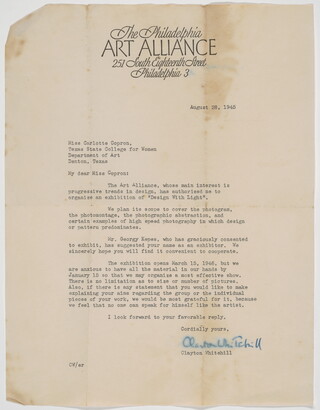 The Philadelphia
ART ALLIANCE
251 South Eighteenth Street
Philadelphia 3
August 28, 1945
Miss Carlotta Corpron,
Texas State College for Women
Department of Art
Denton, Texas
My dear Miss Corpron:
The Art Alliance, whose main interest is
progressive trends in design, has authorized me to
organize an exhibition of "Design With Light".
We plan its scope to cover the photogram,
the photomontage, the photographic abstraction, and
certain examples of high speed photography in which design
or pattern predominates.
Mr. Georgy Kepes, who has graciously consented
to exhibit, has suggested your name as an exhibitor. We
sincerely hope you will find it convenient to cooperate.
The exhibition opens March 15, 1946, but we
are anxious to have all the material in our hands by
January 12 so that we may organize a most effective show.
There is no limitation as to size or number of pictures.
Also, if there is any statement that you would like to make
explaining your aims regarding the group or the individual
pieces of your work, we would be most grateful for it, because
we feel that no one can speak for himself like the artist.
I look forward to your favorable reply.
Cordially yours,
Clayton Whitehill
Clayton Whitehill
CW/er